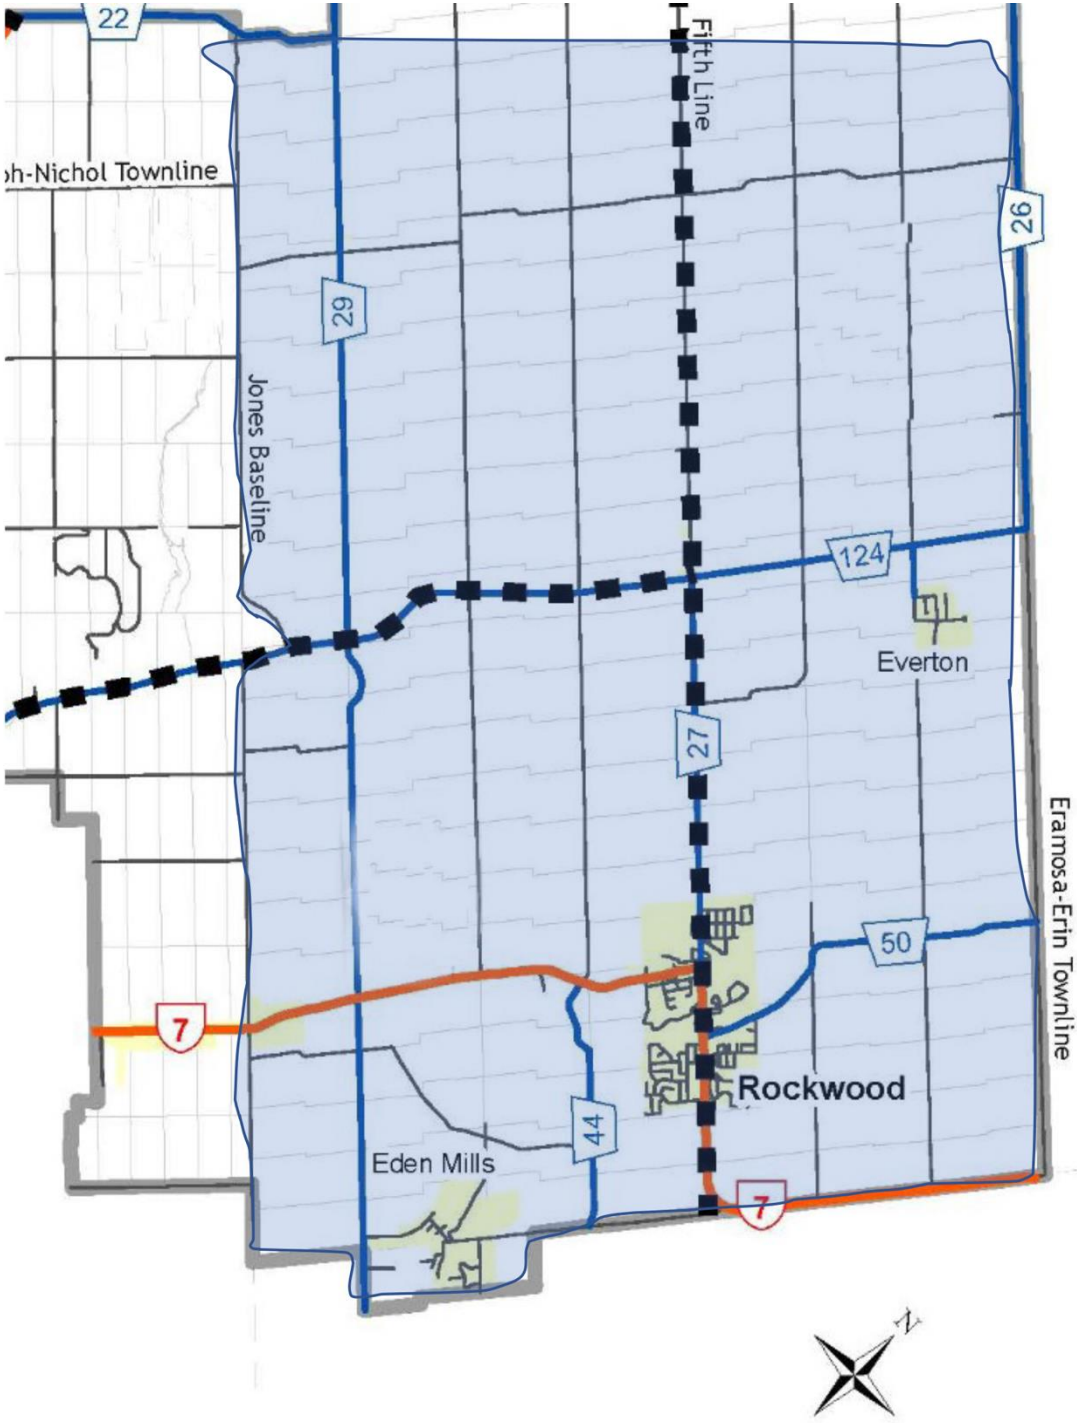 22
Fifth Line
ph-Nichol Townline
26
29
Jones Baseline
124
Everton
27
Eramosa-Erin Townline
50
7
Rockwood
44
Eden Mills
7
N